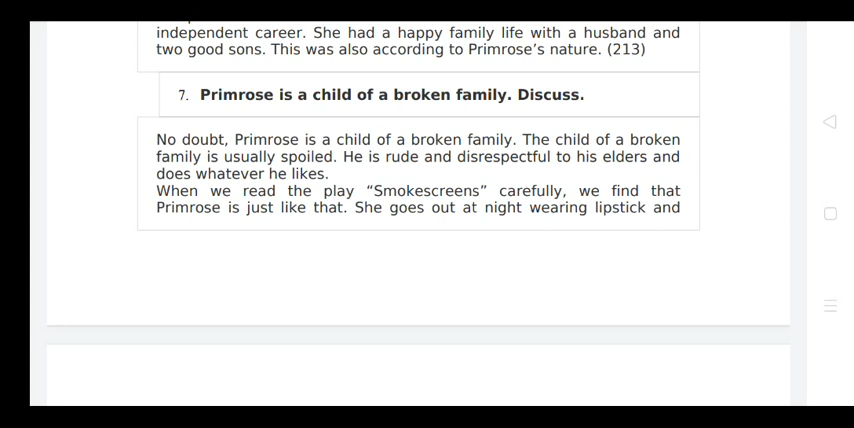 independent career. She had a happy family life with a husband and
two good sons. This was also according to Primrose's nature. (213)
7. Primrose is a child of a broken family. Discuss.
No doubt, Primrose is a child of a broken family. The child of a broken
family is usually spoiled. He is rude and disrespectful to his elders and
does whatever he likes.
When we read the play “Smokescreens” carefully, we find that
Primrose is just like that. She goes out at night wearing lipstick and